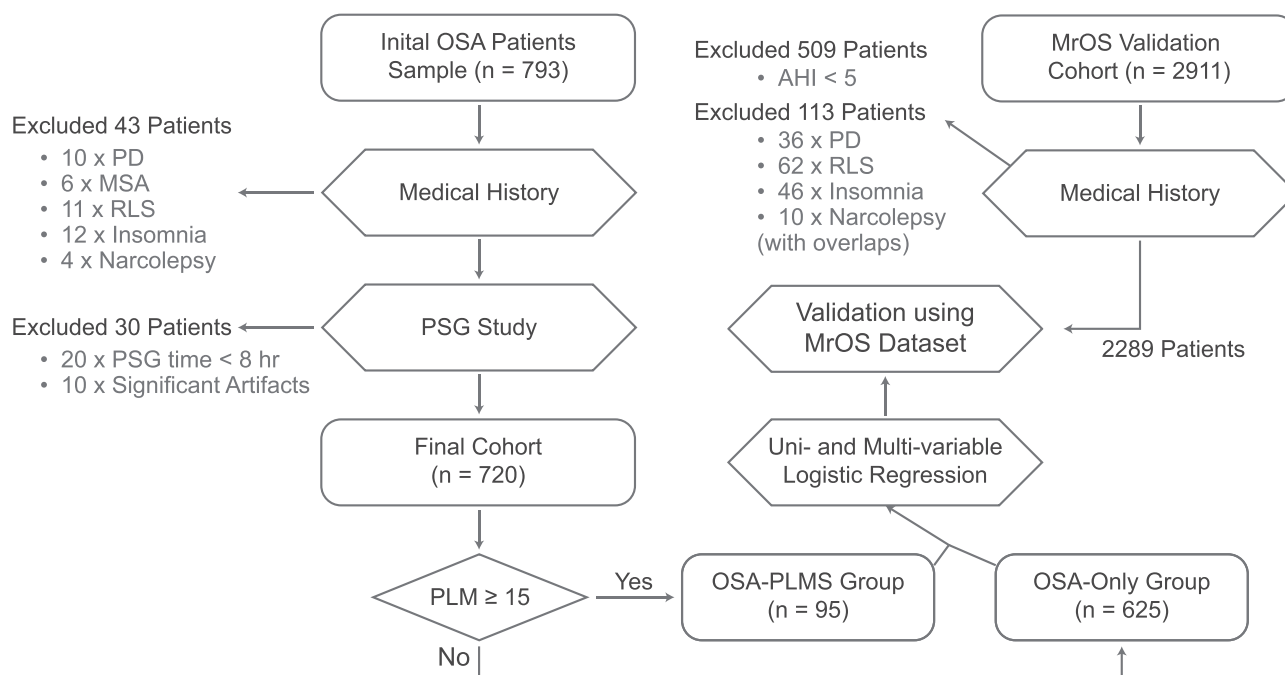 Inital OSA Patients
Sample (n = 793)
Excluded 43 Patients
• 10 x PD
• 6 x MSA
• 11 x RLS
• 12 x Insomnia
• 4 x Narcolepsy
Medical History
Excluded 30 Patients
• 20 x PSG time < 8 hr
• 10 x Significant Artifacts
PSG Study
Final Cohort
(n = 720)
PLM ≥ 15
Yes
No
OSA-PLMS Group
(n = 95)
OSA-Only Group
(n = 625)
Uni- and Multi-variable
Logistic Regression
Validation using
MrOS Dataset
MrOS Validation
Cohort (n = 2911)
Excluded 509 Patients
• AHI < 5
Excluded 113 Patients
• 36 x PD
• 62 x RLS
• 46 x Insomnia
• 10 x Narcolepsy
(with overlaps)
Medical History
2289 Patients